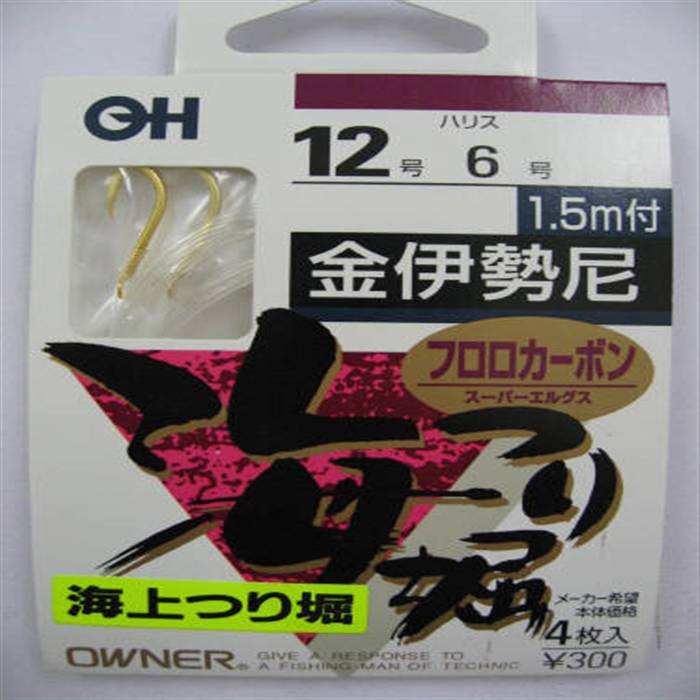 OH
12号 ハリス 6号
1.5m付
金伊勢尼
フロロカーボン
スーパーエルグス
海上つり堀
海上つり堀
メーカー希望
本体価格
4枚入
¥300
OWNER® GIVE A RESPONSE TO
A FISHING-MAN OF TECHNIC